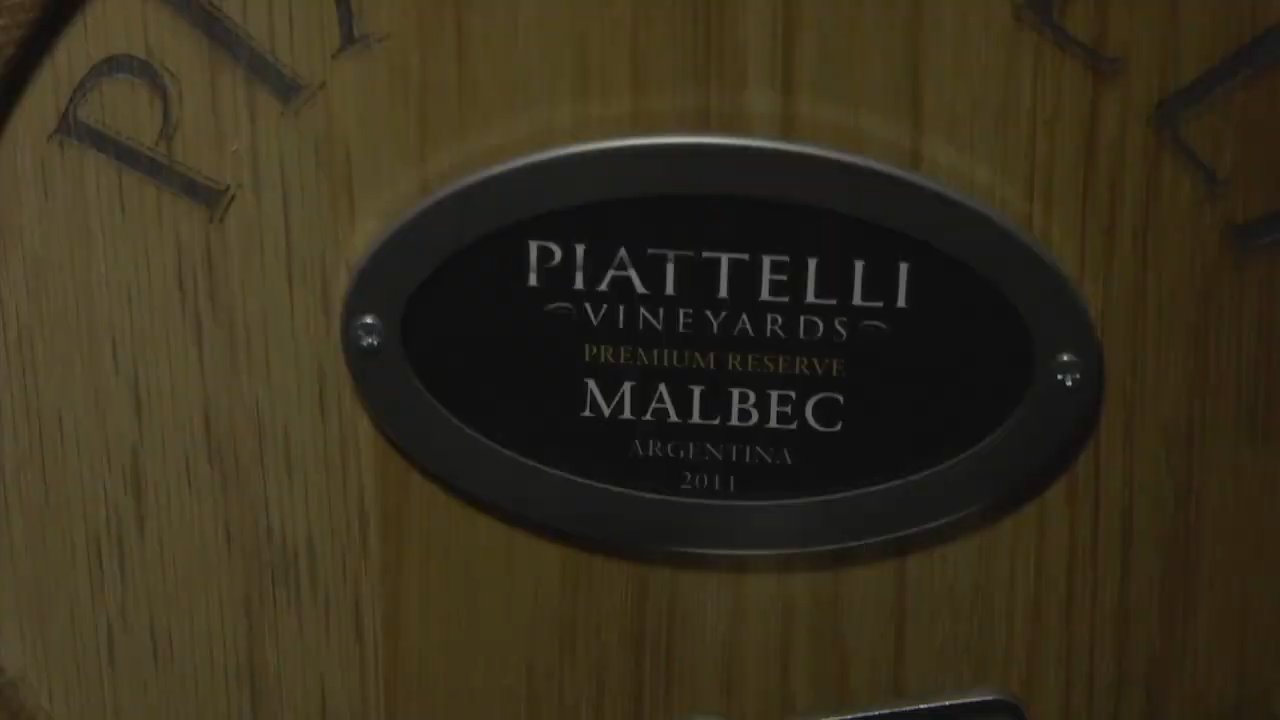 PIATTELLI
VINEYARDS
PREMIUM RESERVE
MALBEC
ARGENTINA
2011